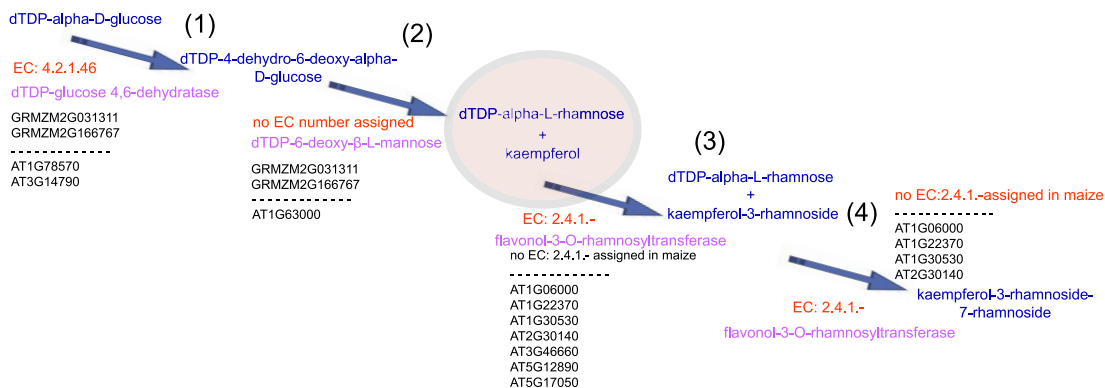 dTDP-alpha-D-glucose
(1)
EC: 4.2.1.46
dTDP-glucose 4,6-dehydratase
GRMZM2G031311
GRMZM2G166767
AT1G78570
AT3G14790
dTDP-4-dehydro-6-deoxy-alpha-
D-glucose
(2)
no EC number assigned
dTDP-6-deoxy-β-L-mannose
GRMZM2G031311
GRMZM2G166767
AT1G63000
dTDP-alpha-L-rhamnose
+
kaempferol
(3)
EC: 2.4.1.-
flavonol-3-O-rhamnosyltransferase
no EC: 2.4.1.- assigned in maize
AT1G06000
AT1G22370
AT1G30530
AT2G30140
AT3G46660
AT5G12890
AT5G17050
dTDP-alpha-L-rhamnose
+
kaempferol-3-rhamnoside
(4)
EC: 2.4.1.-
flavonol-3-O-rhamnosyltransferase
no EC:2.4.1.-assigned in maize
AT1G06000
AT1G22370
AT1G30530
AT2G30140
kaempferol-3-rhamnoside-
7-rhamnoside